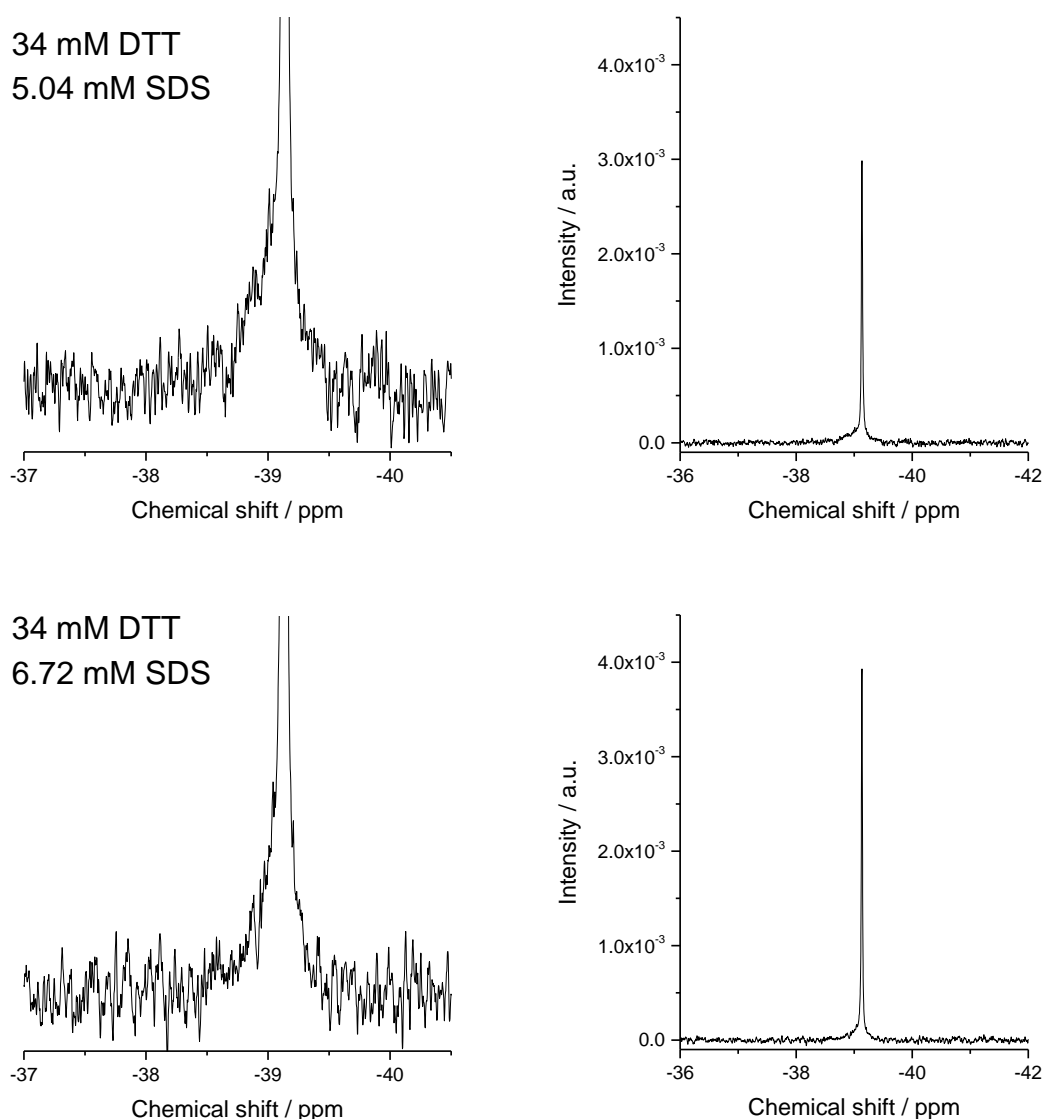 34 mM DTT
5.04 mM SDS
-37 -38 -39 -40
Chemical shift / ppm
4.0x10⁻³
3.0x10⁻³
2.0x10⁻³
1.0x10⁻³
0.0
Intensity / a.u.
-36 -38 -40 -42
Chemical shift / ppm
34 mM DTT
6.72 mM SDS
-37 -38 -39 -40
Chemical shift / ppm
4.0x10⁻³
3.0x10⁻³
2.0x10⁻³
1.0x10⁻³
0.0
Intensity / a.u.
-36 -38 -40 -42
Chemical shift / ppm